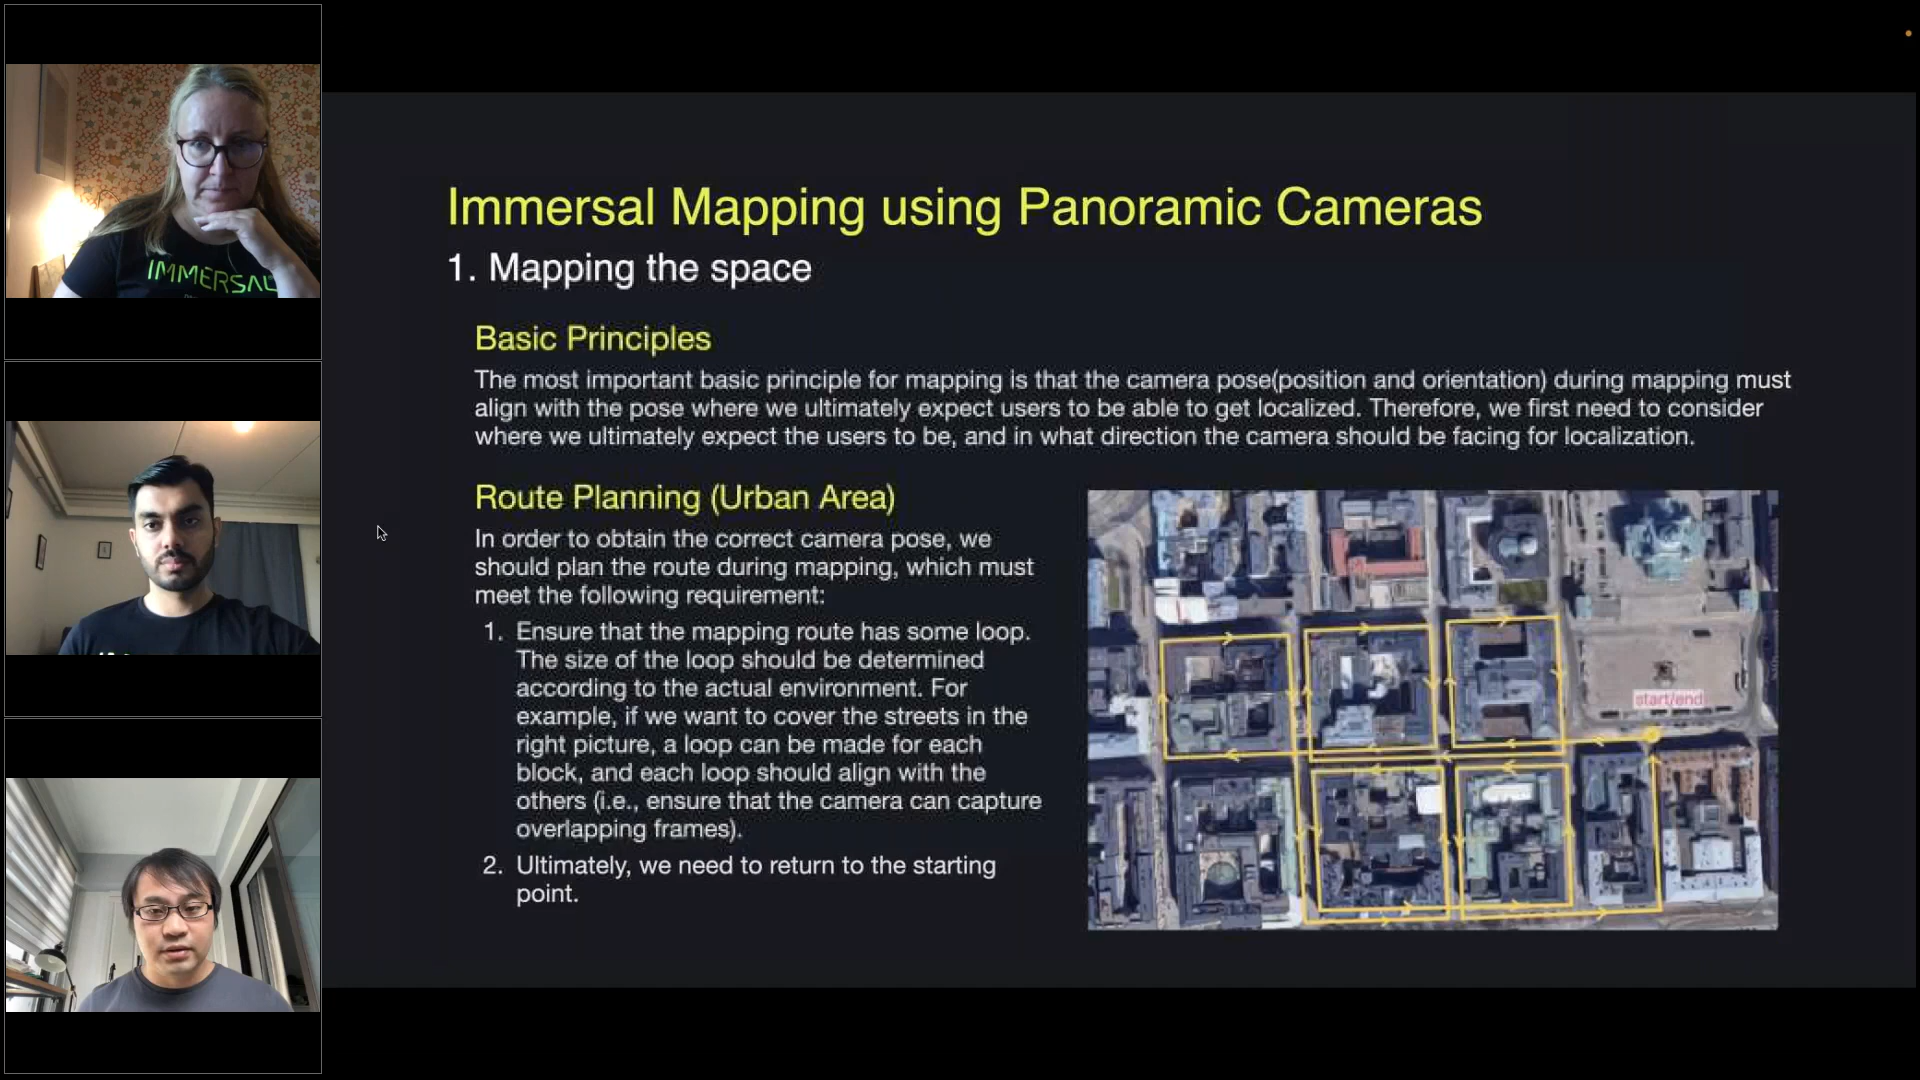 Immersal Mapping using Panoramic Cameras
1. Mapping the space
Basic Principles
The most important basic principle for mapping is that the camera pose(position and orientation) during mapping must
align with the pose where we ultimately expect users to be able to get localized. Therefore, we first need to consider
where we ultimately expect the users to be, and in what direction the camera should be facing for localization.
Route Planning (Urban Area)
In order to obtain the correct camera pose, we
should plan the route during mapping, which must
meet the following requirement:
1. Ensure that the mapping route has some loop.
The size of the loop should be determined
according to the actual environment. For
example, if we want to cover the streets in the
right picture, a loop can be made for each
block, and each loop should align with the
others (i.e., ensure that the camera can capture
overlapping frames).
2. Ultimately, we need to return to the starting
point.
start/end
IMMERSAL